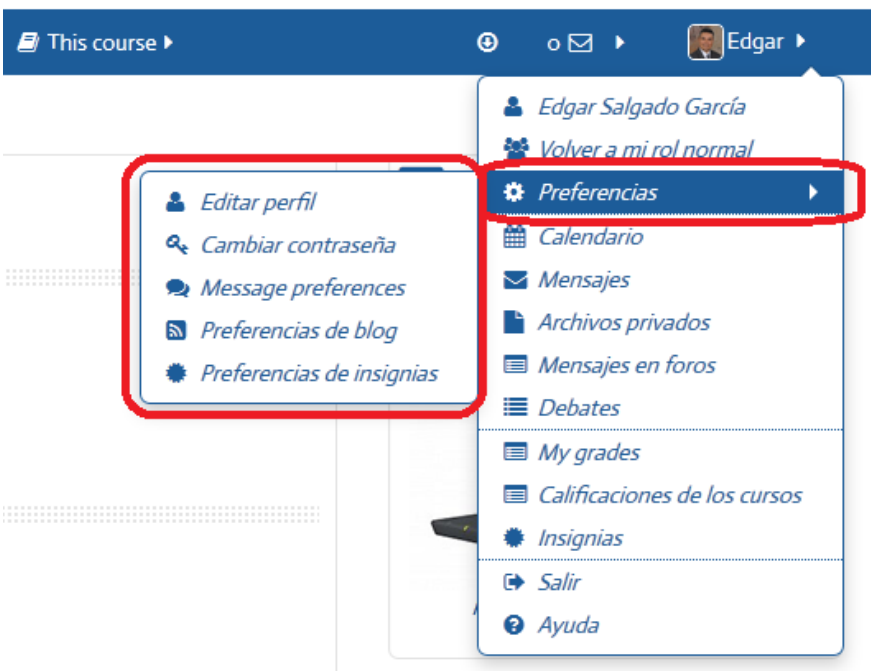 This course
o
Edgar
Edgar Salgado García
Volver a mi rol normal
Preferencias
Calendario
Mensajes
Archivos privados
Mensajes en foros
Debates
My grades
Calificaciones de los cursos
Insignias
Salir
Ayuda
Editar perfil
Cambiar contraseña
Message preferences
Preferencias de blog
Preferencias de insignias